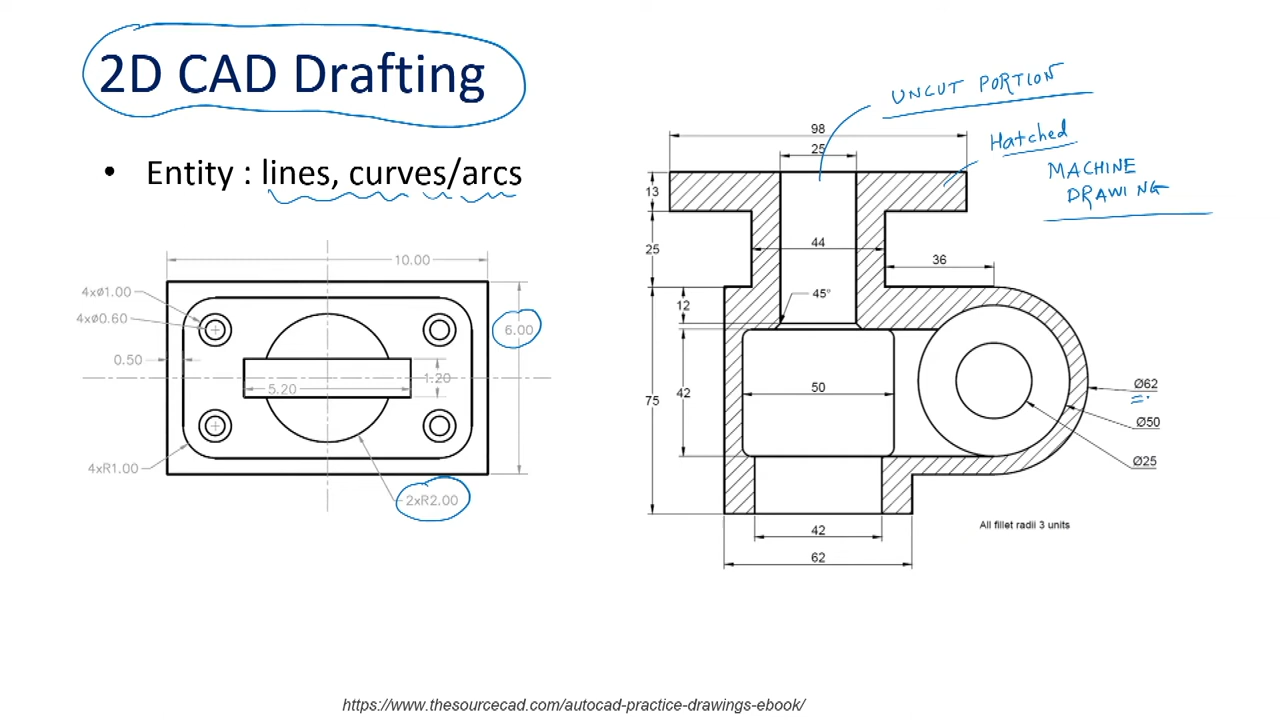 2D CAD Drafting
• Entity : lines, curves/arcs
UNCUT PORTION
Hatched
MACHINE
DRAWING
10.00
4xø1.00
4xø0.60
0.50
6.00
1.20
5.20
4xR1.00
2xR2.00
98
25
13
25
44
36
12
45°
42
50
75
Ø62
Ø50
Ø25
42
62
All fillet radii 3 units
https://www.thesourcecad.com/autocad-practice-drawings-ebook/